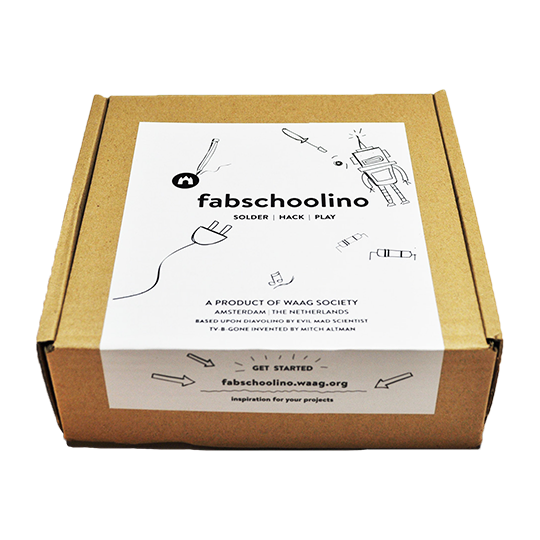 fabschoolino
SOLDER | HACK | PLAY
A PRODUCT OF WAAG SOCIETY
AMSTERDAM | THE NETHERLANDS
BASED UPON DIAVOLINO BY EVIL MAD SCIENTIST
TV-B-GONE INVENTED BY MITCH ALTMAN
GET STARTED
fabschoolino.waag.org
inspiration for your projects